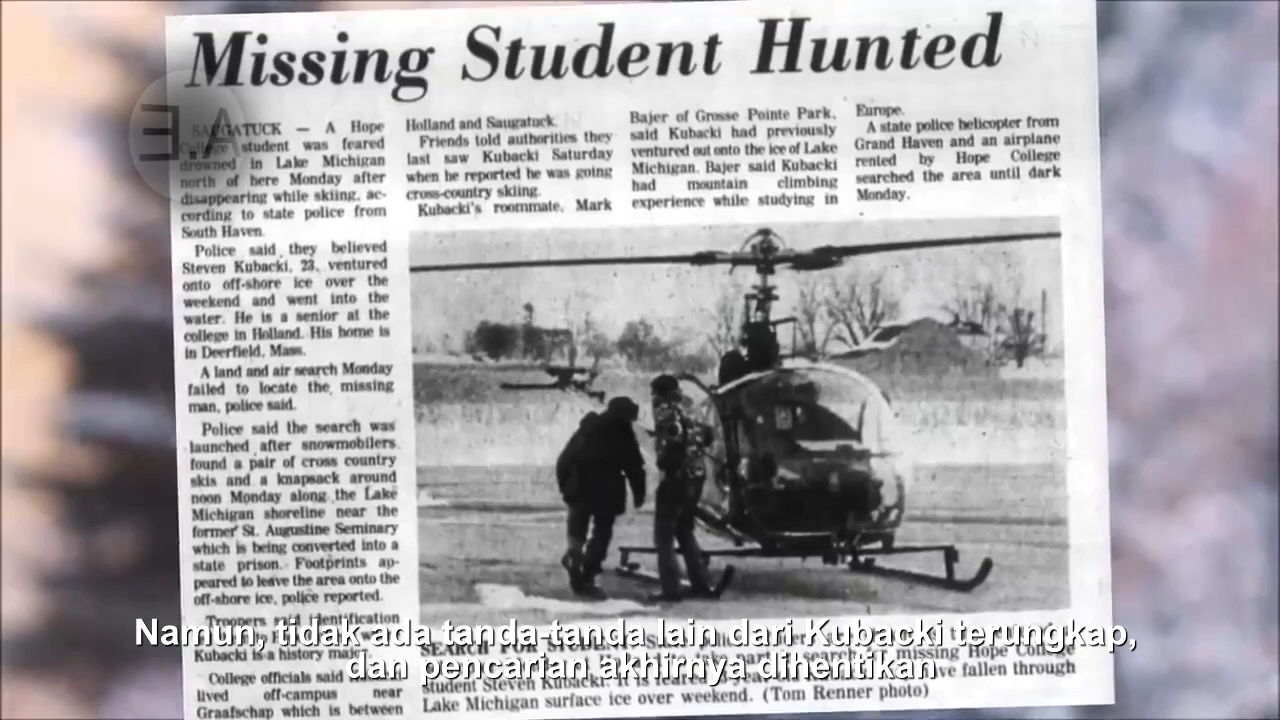 Missing Student Hunted
SAUGATUCK — A Hope
College student was feared
drowned in Lake Michigan
north of here Monday after
disappearing while skiing, ac-
cording to state police from
South Haven.
Police said they believed
Steven Kubacki, 23, ventured
onto off-shore ice over the
weekend and went into the
water. He is a senior at the
college in Holland. His home is
in Deerfield, Mass.
A land and air search Monday
failed to locate the missing
man, police said.
Police said the search was
launched after snowmobilers
found a pair of cross country
skis and a knapsack around
noon Monday along the Lake
Michigan shoreline near the
former St. Augustine Seminary
which is being converted into a
state prison. Footprints ap-
peared to leave the area onto the
off-shore ice, police reported.
Troopers said identification
Kubacki is a history major.
College officials said
lived off-campus near
Graafschap which is between
Holland and Saugatuck.
Friends told authorities they
last saw Kubacki Saturday
when he reported he was going
cross-country skiing.
Kubacki's roommate, Mark
Bajer of Grosse Pointe Park,
said Kubacki had previously
ventured out onto the ice of Lake
Michigan. Bajer said Kubacki
had mountain climbing
experience while studying in
Europe.
A state police helicopter from
Grand Haven and an airplane
rented by Hope College
searched the area until dark
Monday.
SEARCH FOR STUDENT
missing Hope College
student Steven Kubacki. have fallen through
Lake Michigan surface ice over weekend. (Tom Renner photo)
Namun, tidak ada tanda-tanda lain dari Kubacki terungkap,
dan pencarian akhirnya dihentikan